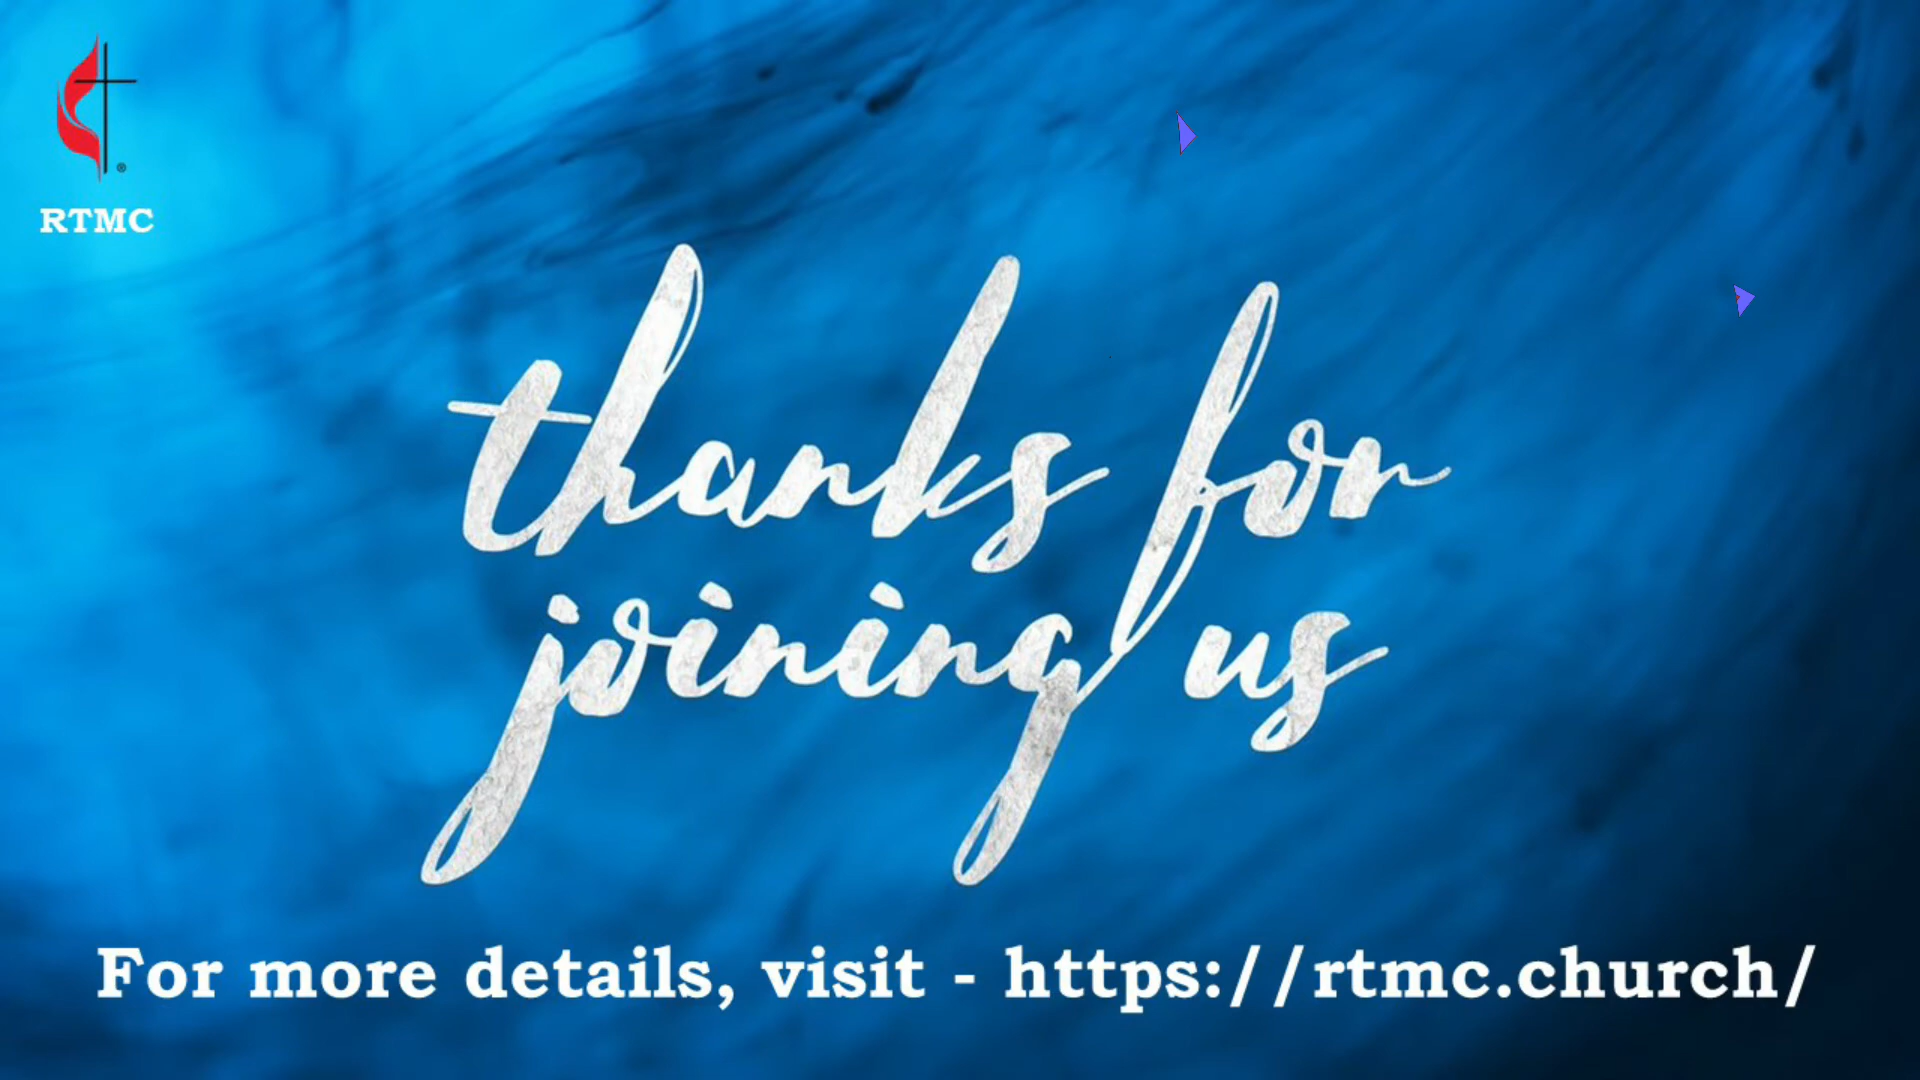 RTMC
thanks for
joining us
For more details, visit - https://rtmc.church/